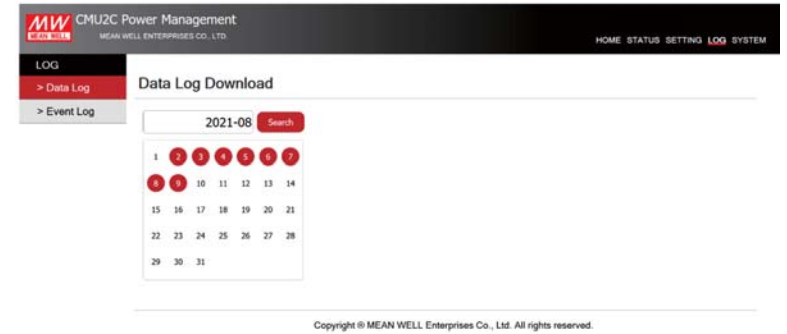 MW
MEAN WELL
CMU2C Power Management
MEAN WELL ENTERPRISES CO., LTD.
HOME STATUS SETTING LOG SYSTEM
LOG
> Data Log
> Event Log
Data Log Download
2021-08 Search
1 2 3 4 5 6 7
8 9 10 11 12 13 14
15 16 17 18 19 20 21
22 23 24 25 26 27 28
29 30 31
Copyright ® MEAN WELL Enterprises Co., Ltd. All rights reserved.